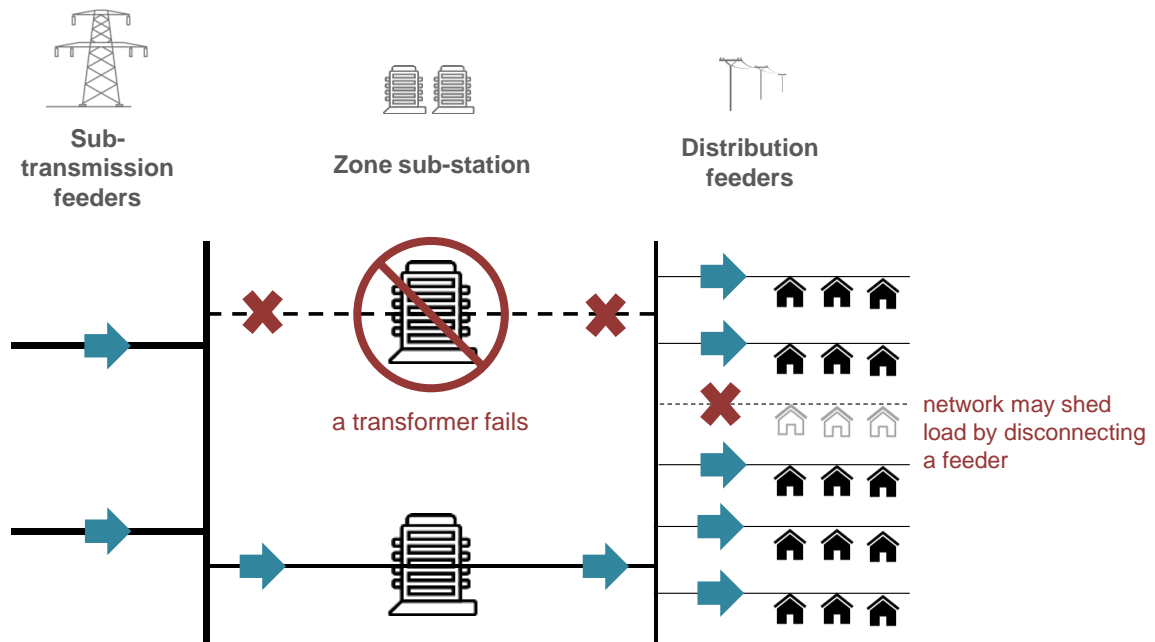 Sub-
transmission
feeders
Zone sub-station
Distribution
feeders
a transformer fails
network may shed
load by disconnecting
a feeder